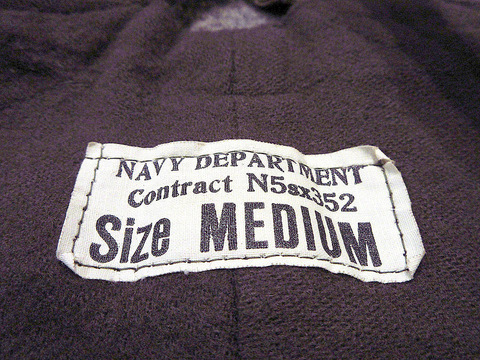 NAVY DEPARTMENT
Contract N5sx352
Size MEDIUM